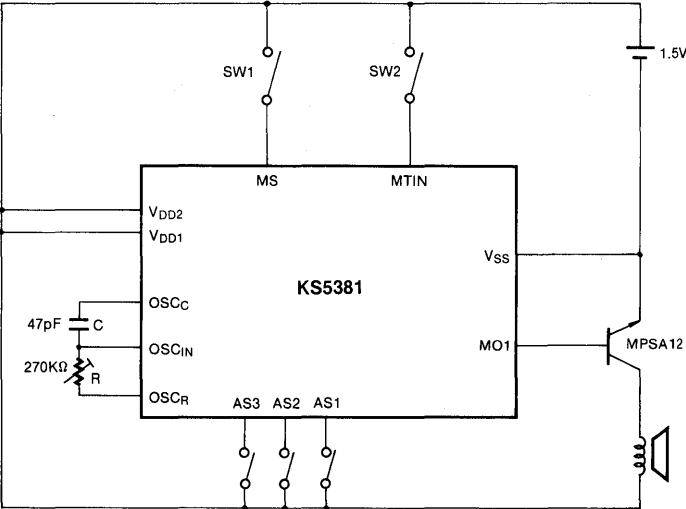 1.5V
SW1
SW2
MS
MTIN
VDD2
VDD1
VSS
KS5381
OSCC
47pF
C
OSCIN
MO1
MPSA12
270KΩ
R
OSCR
AS3
AS2
AS1